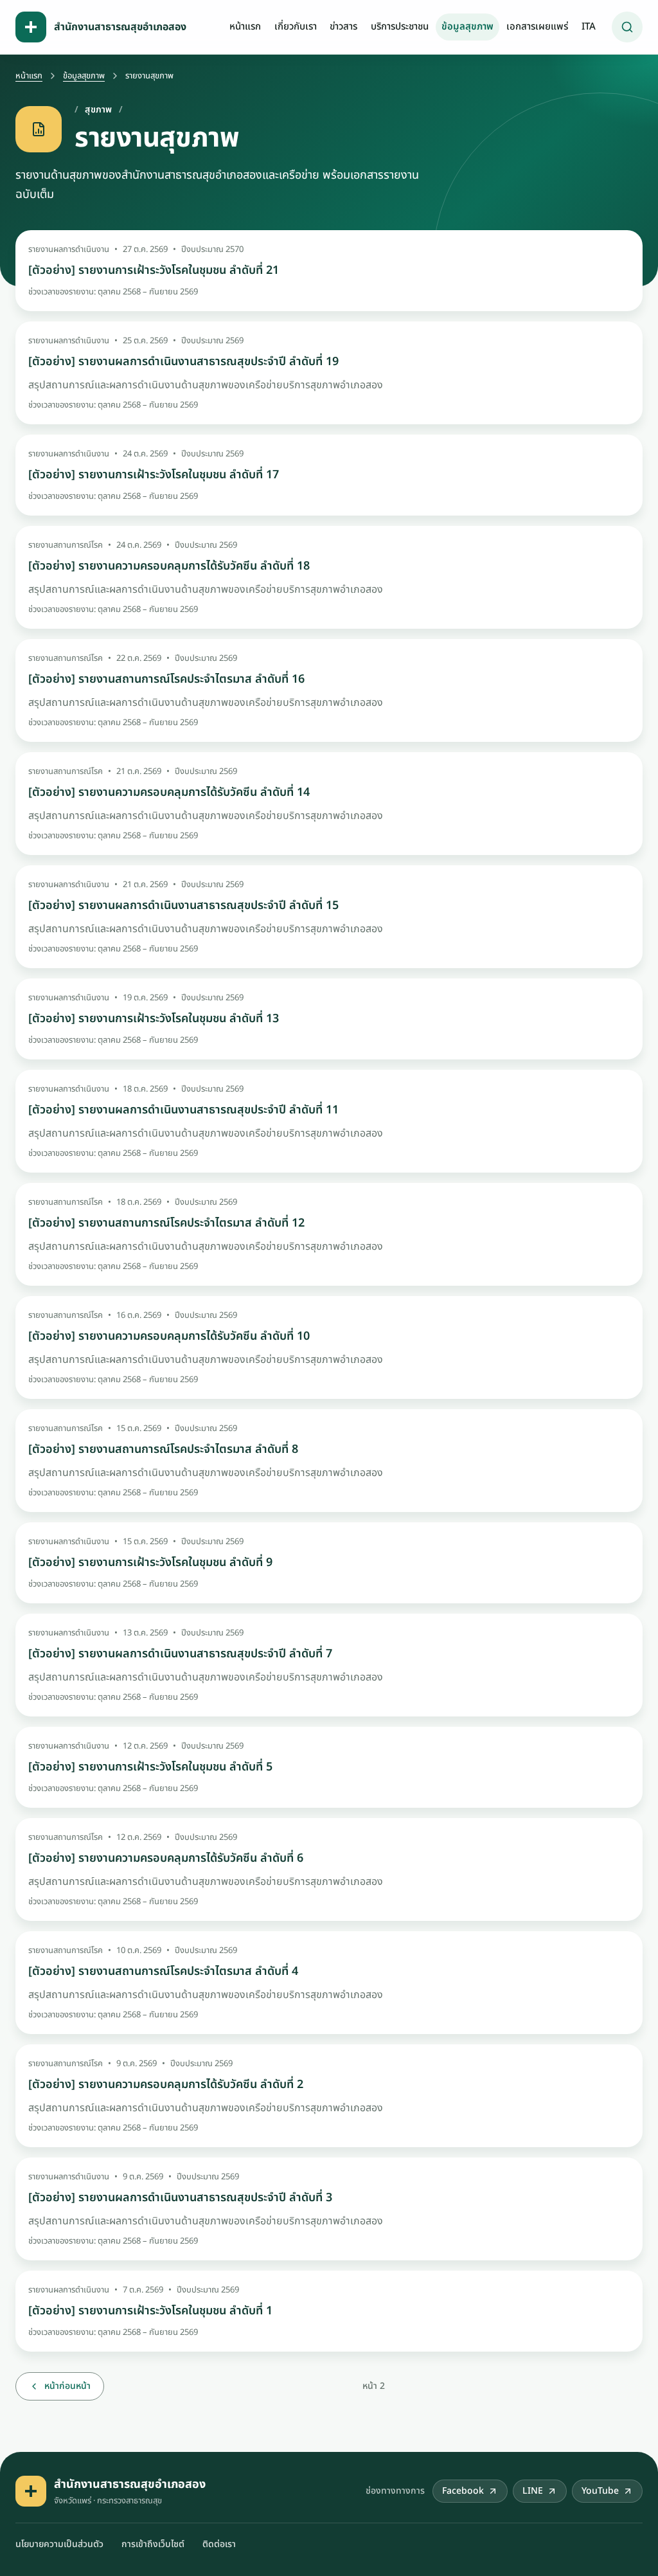 สำนักงานสาธารณสุขอำเภอสอง
หน้าแรก
เกี่ยวกับเรา
ข่าวสาร
บริการประชาชน
ข้อมูลสุขภาพ
เอกสารเผยแพร่
ITA
หน้าแรก > ข้อมูลสุขภาพ > รายงานสุขภาพ
/ สุขภาพ /
รายงานสุขภาพ
รายงานด้านสุขภาพของสำนักงานสาธารณสุขอำเภอสองและเครือข่าย พร้อมเอกสารรายงาน
ฉบับเต็ม
รายงานผลการดำเนินงาน • 27 ต.ค. 2569 • ปีงบประมาณ 2570
[ตัวอย่าง] รายงานการเฝ้าระวังโรคในชุมชน ลำดับที่ 21
ช่วงเวลาของรายงาน: ตุลาคม 2568 – กันยายน 2569
รายงานผลการดำเนินงาน • 25 ต.ค. 2569 • ปีงบประมาณ 2569
[ตัวอย่าง] รายงานผลการดำเนินงานสาธารณสุขประจำปี ลำดับที่ 19
สรุปสถานการณ์และผลการดำเนินงานด้านสุขภาพของเครือข่ายบริการสุขภาพอำเภอสอง
ช่วงเวลาของรายงาน: ตุลาคม 2568 – กันยายน 2569
รายงานผลการดำเนินงาน • 24 ต.ค. 2569 • ปีงบประมาณ 2569
[ตัวอย่าง] รายงานการเฝ้าระวังโรคในชุมชน ลำดับที่ 17
ช่วงเวลาของรายงาน: ตุลาคม 2568 – กันยายน 2569
รายงานสถานการณ์โรค • 24 ต.ค. 2569 • ปีงบประมาณ 2569
[ตัวอย่าง] รายงานความครอบคลุมการได้รับวัคซีน ลำดับที่ 18
สรุปสถานการณ์และผลการดำเนินงานด้านสุขภาพของเครือข่ายบริการสุขภาพอำเภอสอง
ช่วงเวลาของรายงาน: ตุลาคม 2568 – กันยายน 2569
รายงานสถานการณ์โรค • 22 ต.ค. 2569 • ปีงบประมาณ 2569
[ตัวอย่าง] รายงานสถานการณ์โรคประจำไตรมาส ลำดับที่ 16
สรุปสถานการณ์และผลการดำเนินงานด้านสุขภาพของเครือข่ายบริการสุขภาพอำเภอสอง
ช่วงเวลาของรายงาน: ตุลาคม 2568 – กันยายน 2569
รายงานสถานการณ์โรค • 21 ต.ค. 2569 • ปีงบประมาณ 2569
[ตัวอย่าง] รายงานความครอบคลุมการได้รับวัคซีน ลำดับที่ 14
สรุปสถานการณ์และผลการดำเนินงานด้านสุขภาพของเครือข่ายบริการสุขภาพอำเภอสอง
ช่วงเวลาของรายงาน: ตุลาคม 2568 – กันยายน 2569
รายงานผลการดำเนินงาน • 21 ต.ค. 2569 • ปีงบประมาณ 2569
[ตัวอย่าง] รายงานผลการดำเนินงานสาธารณสุขประจำปี ลำดับที่ 15
สรุปสถานการณ์และผลการดำเนินงานด้านสุขภาพของเครือข่ายบริการสุขภาพอำเภอสอง
ช่วงเวลาของรายงาน: ตุลาคม 2568 – กันยายน 2569
รายงานผลการดำเนินงาน • 19 ต.ค. 2569 • ปีงบประมาณ 2569
[ตัวอย่าง] รายงานการเฝ้าระวังโรคในชุมชน ลำดับที่ 13
ช่วงเวลาของรายงาน: ตุลาคม 2568 – กันยายน 2569
รายงานผลการดำเนินงาน • 18 ต.ค. 2569 • ปีงบประมาณ 2569
[ตัวอย่าง] รายงานผลการดำเนินงานสาธารณสุขประจำปี ลำดับที่ 11
สรุปสถานการณ์และผลการดำเนินงานด้านสุขภาพของเครือข่ายบริการสุขภาพอำเภอสอง
ช่วงเวลาของรายงาน: ตุลาคม 2568 – กันยายน 2569
รายงานสถานการณ์โรค • 18 ต.ค. 2569 • ปีงบประมาณ 2569
[ตัวอย่าง] รายงานสถานการณ์โรคประจำไตรมาส ลำดับที่ 12
สรุปสถานการณ์และผลการดำเนินงานด้านสุขภาพของเครือข่ายบริการสุขภาพอำเภอสอง
ช่วงเวลาของรายงาน: ตุลาคม 2568 – กันยายน 2569
รายงานสถานการณ์โรค • 16 ต.ค. 2569 • ปีงบประมาณ 2569
[ตัวอย่าง] รายงานความครอบคลุมการได้รับวัคซีน ลำดับที่ 10
สรุปสถานการณ์และผลการดำเนินงานด้านสุขภาพของเครือข่ายบริการสุขภาพอำเภอสอง
ช่วงเวลาของรายงาน: ตุลาคม 2568 – กันยายน 2569
รายงานสถานการณ์โรค • 15 ต.ค. 2569 • ปีงบประมาณ 2569
[ตัวอย่าง] รายงานสถานการณ์โรคประจำไตรมาส ลำดับที่ 8
สรุปสถานการณ์และผลการดำเนินงานด้านสุขภาพของเครือข่ายบริการสุขภาพอำเภอสอง
ช่วงเวลาของรายงาน: ตุลาคม 2568 – กันยายน 2569
รายงานผลการดำเนินงาน • 15 ต.ค. 2569 • ปีงบประมาณ 2569
[ตัวอย่าง] รายงานการเฝ้าระวังโรคในชุมชน ลำดับที่ 9
ช่วงเวลาของรายงาน: ตุลาคม 2568 – กันยายน 2569
รายงานผลการดำเนินงาน • 13 ต.ค. 2569 • ปีงบประมาณ 2569
[ตัวอย่าง] รายงานผลการดำเนินงานสาธารณสุขประจำปี ลำดับที่ 7
สรุปสถานการณ์และผลการดำเนินงานด้านสุขภาพของเครือข่ายบริการสุขภาพอำเภอสอง
ช่วงเวลาของรายงาน: ตุลาคม 2568 – กันยายน 2569
รายงานผลการดำเนินงาน • 12 ต.ค. 2569 • ปีงบประมาณ 2569
[ตัวอย่าง] รายงานการเฝ้าระวังโรคในชุมชน ลำดับที่ 5
ช่วงเวลาของรายงาน: ตุลาคม 2568 – กันยายน 2569
รายงานสถานการณ์โรค • 12 ต.ค. 2569 • ปีงบประมาณ 2569
[ตัวอย่าง] รายงานความครอบคลุมการได้รับวัคซีน ลำดับที่ 6
สรุปสถานการณ์และผลการดำเนินงานด้านสุขภาพของเครือข่ายบริการสุขภาพอำเภอสอง
ช่วงเวลาของรายงาน: ตุลาคม 2568 – กันยายน 2569
รายงานสถานการณ์โรค • 10 ต.ค. 2569 • ปีงบประมาณ 2569
[ตัวอย่าง] รายงานสถานการณ์โรคประจำไตรมาส ลำดับที่ 4
สรุปสถานการณ์และผลการดำเนินงานด้านสุขภาพของเครือข่ายบริการสุขภาพอำเภอสอง
ช่วงเวลาของรายงาน: ตุลาคม 2568 – กันยายน 2569
รายงานสถานการณ์โรค • 9 ต.ค. 2569 • ปีงบประมาณ 2569
[ตัวอย่าง] รายงานความครอบคลุมการได้รับวัคซีน ลำดับที่ 2
สรุปสถานการณ์และผลการดำเนินงานด้านสุขภาพของเครือข่ายบริการสุขภาพอำเภอสอง
ช่วงเวลาของรายงาน: ตุลาคม 2568 – กันยายน 2569
รายงานผลการดำเนินงาน • 9 ต.ค. 2569 • ปีงบประมาณ 2569
[ตัวอย่าง] รายงานผลการดำเนินงานสาธารณสุขประจำปี ลำดับที่ 3
สรุปสถานการณ์และผลการดำเนินงานด้านสุขภาพของเครือข่ายบริการสุขภาพอำเภอสอง
ช่วงเวลาของรายงาน: ตุลาคม 2568 – กันยายน 2569
รายงานผลการดำเนินงาน • 7 ต.ค. 2569 • ปีงบประมาณ 2569
[ตัวอย่าง] รายงานการเฝ้าระวังโรคในชุมชน ลำดับที่ 1
ช่วงเวลาของรายงาน: ตุลาคม 2568 – กันยายน 2569
หน้าก่อนหน้า
หน้า 2
สำนักงานสาธารณสุขอำเภอสอง
จังหวัดแพร่ · กระทรวงสาธารณสุข
ช่องทางทางการ
Facebook
LINE
YouTube
นโยบายความเป็นส่วนตัว
การเข้าถึงเว็บไซต์
ติดต่อเรา